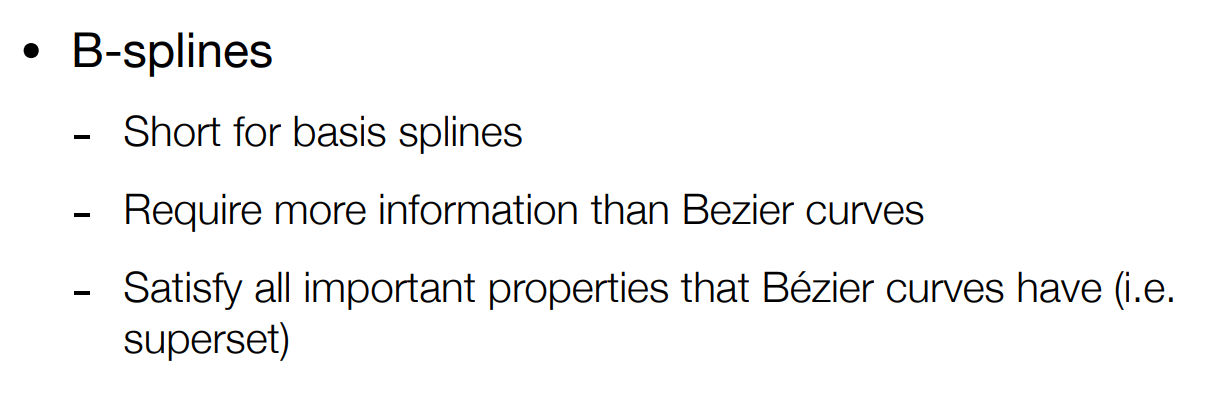 • B-splines
- Short for basis splines
- Require more information than Bezier curves
- Satisfy all important properties that Bézier curves have (i.e.
superset)